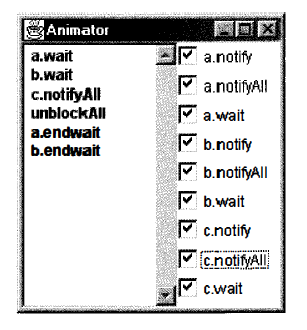 Animator
a.wait
b.wait
c.notifyAll
unblockAll
a.endwait
b.endwait
a.notify
a.notifyAll
a.wait
b.notify
b.notifyAll
b.wait
c.notify
c.notifyAll
c.wait